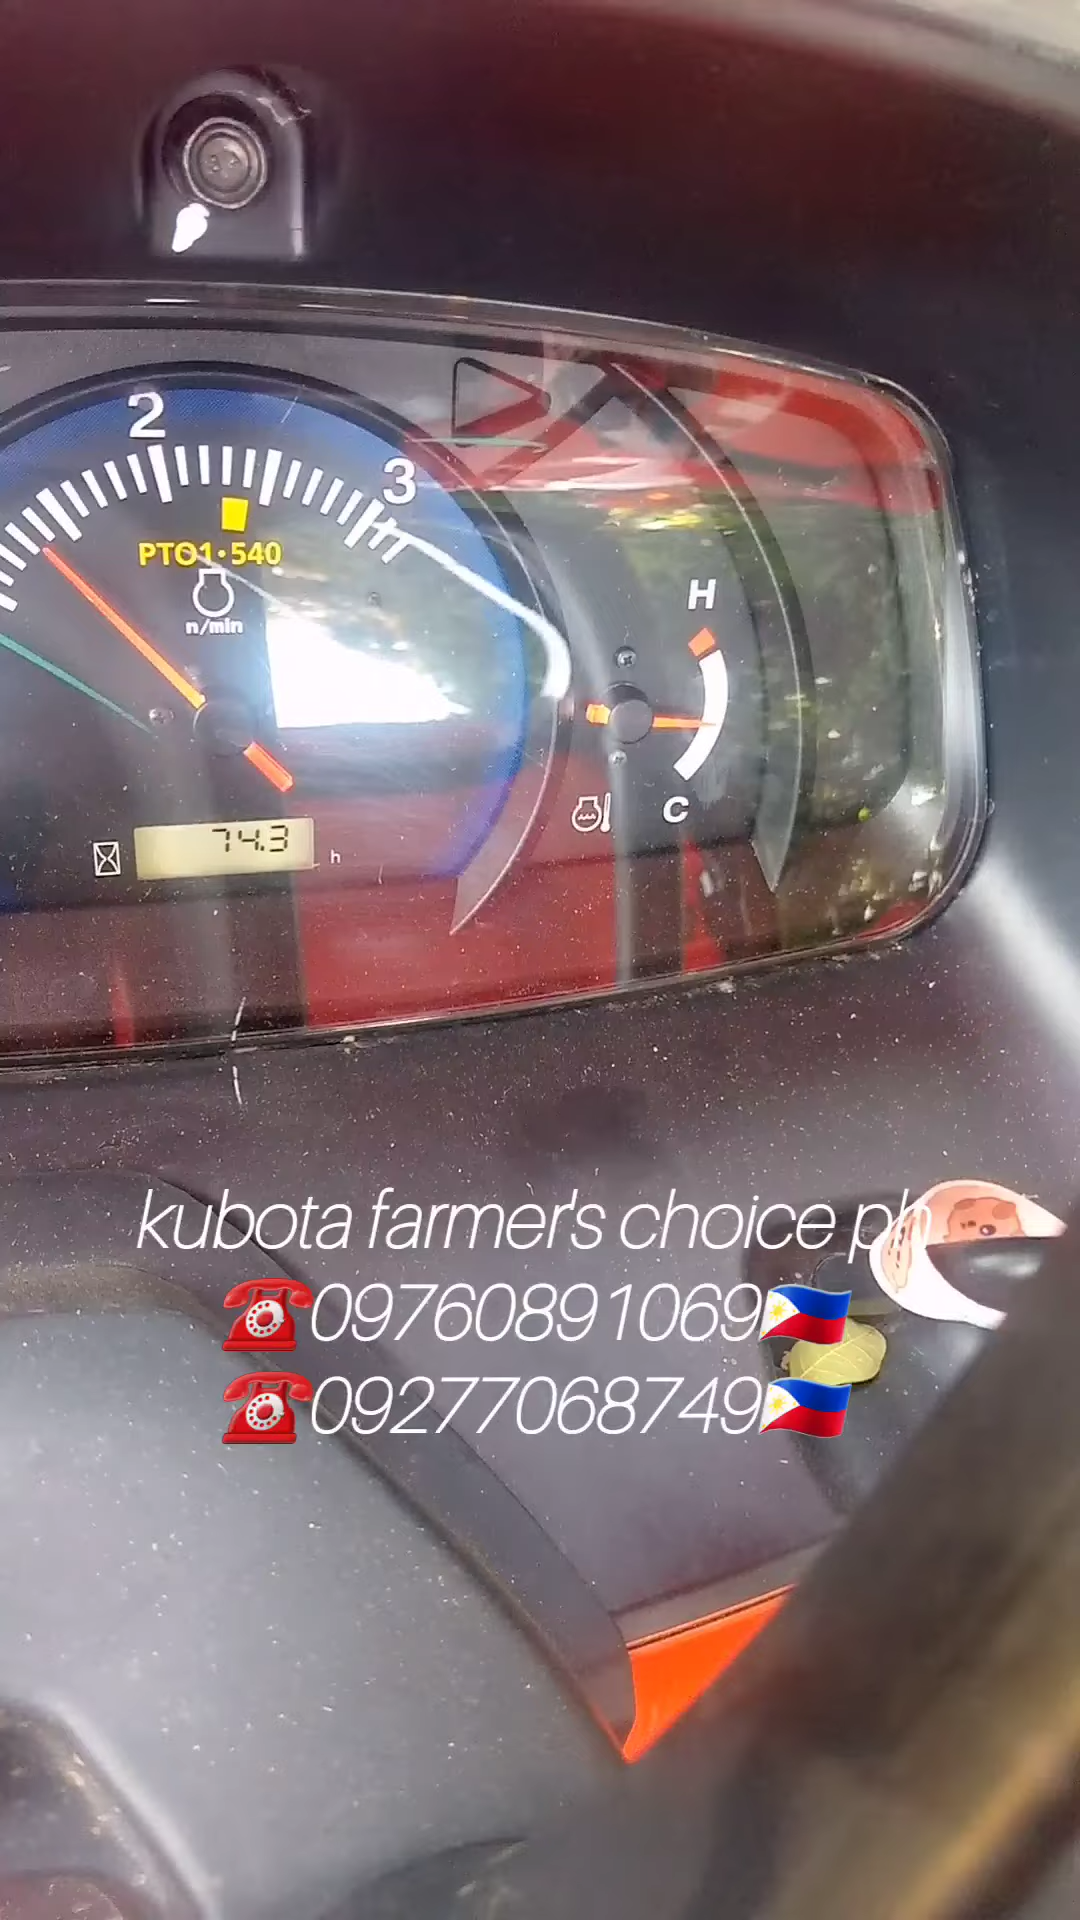 2
3
PTO1·540
n/min
H
C
74.3 h
kubota farmer's choice ph
☎️09760891069🇵🇭
☎️09277068749🇵🇭